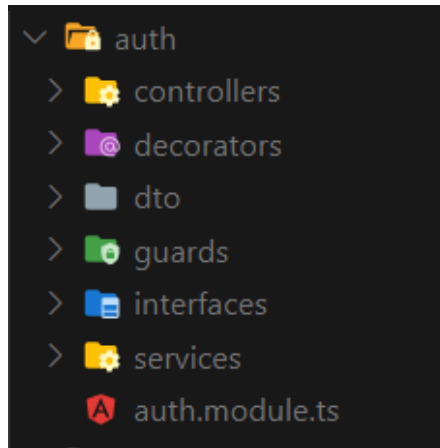 auth
controllers
decorators
dto
guards
interfaces
services
auth.module.ts